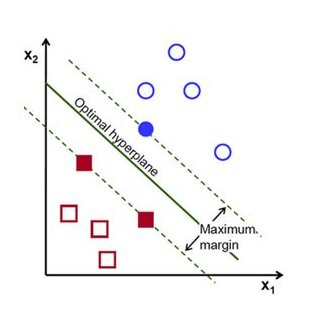 x2
Optimal hyperplane
Maximum
margin
x1